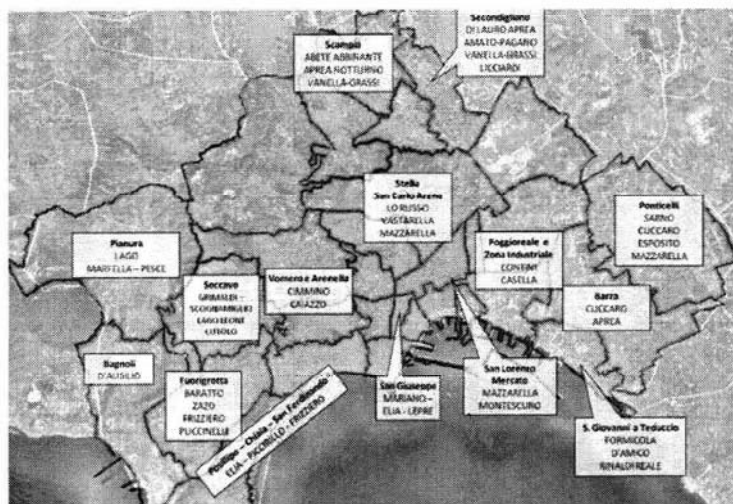 Secondigliano
DI LAURO APREA
AMATO-PAGANO
VANELLA-GRASSI
LICCIARDI
Scampia
ABETE ABBINANTE
APREA NOTTURNO
VANELLA-GRASSI
Stella
San Carlo Arena
LO RUSSO
VASTARELLA
MAZZARELLA
Ponticelli
SARNO
CUCCARO
ESPOSITO
MAZZARELLA
Pianura
LAGO
MARFELLA – PESCE
Poggioreale e
Zona Industriale
CONTINI
CASELLA
Soccavo
GRIMALDI -
SCOGNAMIGLIO
LAGO LEONE
CUTOLO
Vomero e Arenella
CIMMINO
CAIAZZO
Barra
CUCCARO
APREA
Bagnoli
D'AUSILIO
Fuorigrotta
BARATTO
ZAZO
FRIZZIERO
PUCCINELLI
Posillipo – Chiaia – San Ferdinando
ELIA – PICCIRILLO - FRIZZIERO
San Giuseppe
MARIANO –
ELIA - LEPRE
San Lorenzo
Mercato
MAZZARELLA
MONTESCURO
S. Giovanni a Teduccio
FORMICOLA
D'AMICO
RINALDI REALE